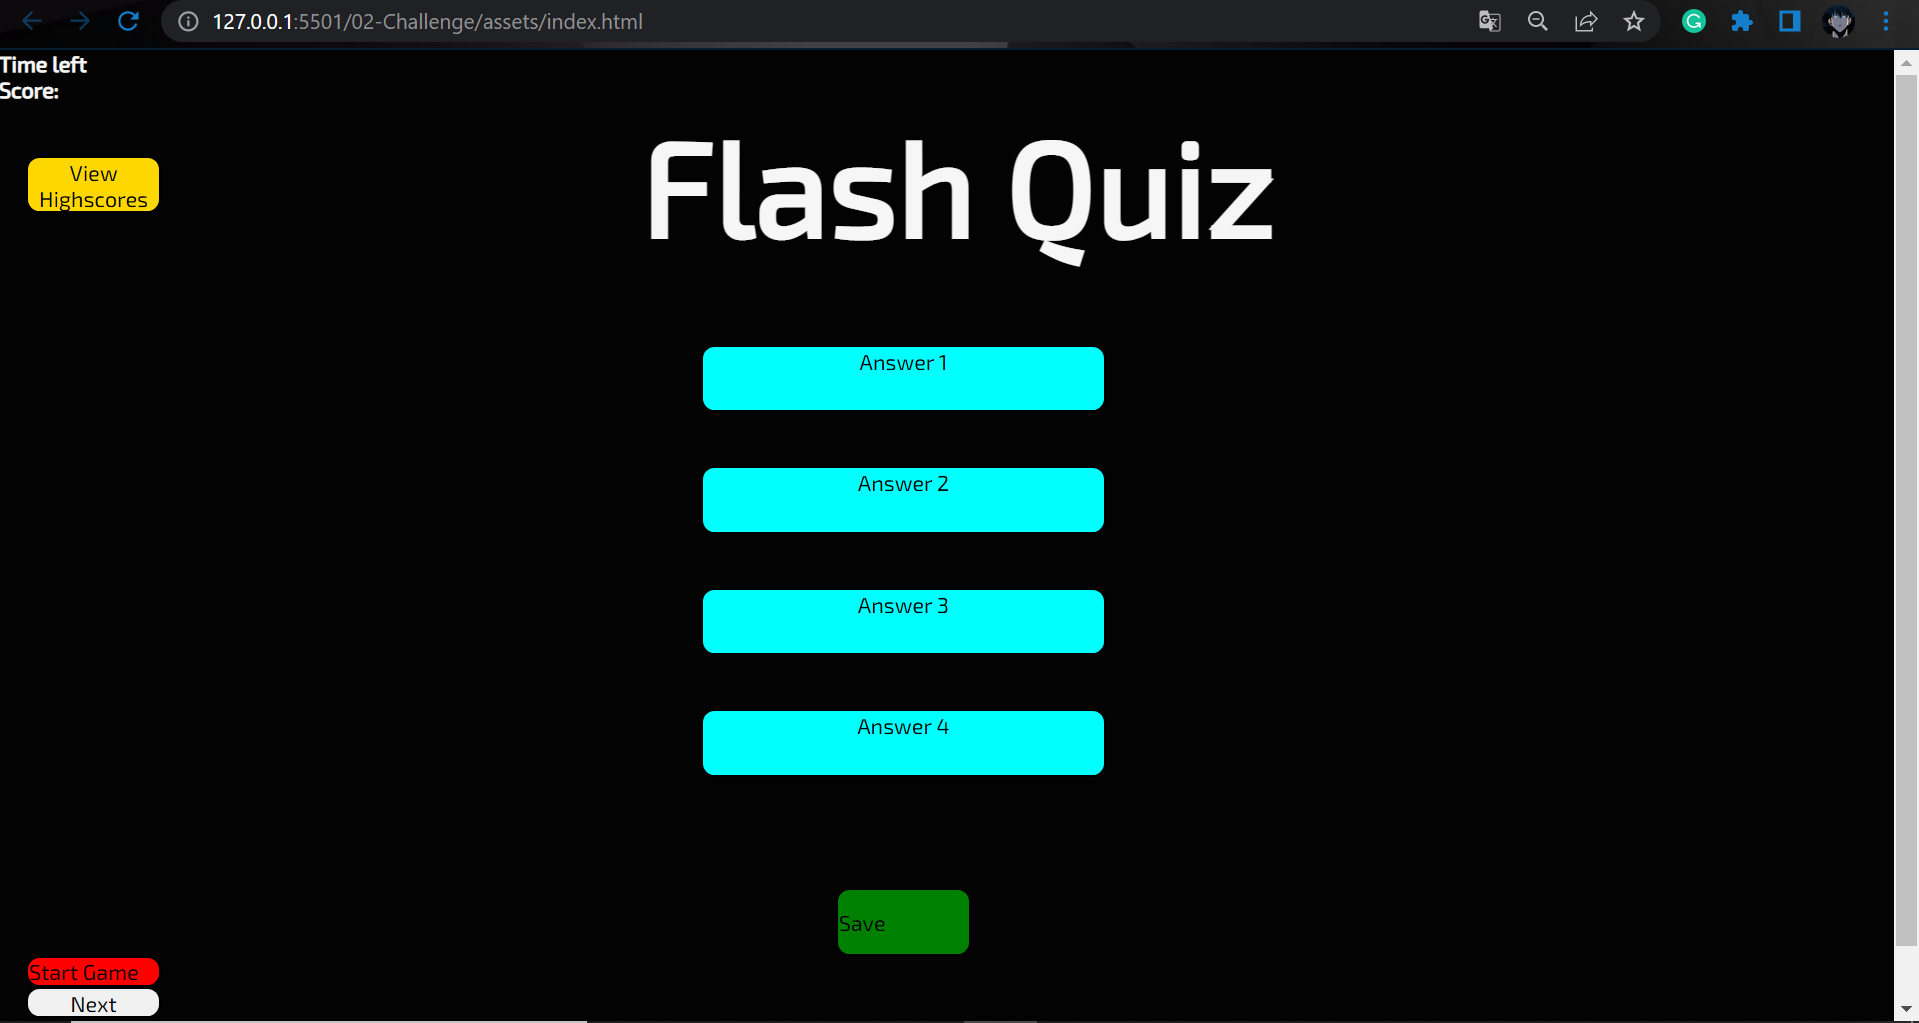 127.0.0.1:5501/02-Challenge/assets/index.html
Time left
Score:
View
Highscores
Flash Quiz
Answer 1
Answer 2
Answer 3
Answer 4
Save
Start Game
Next